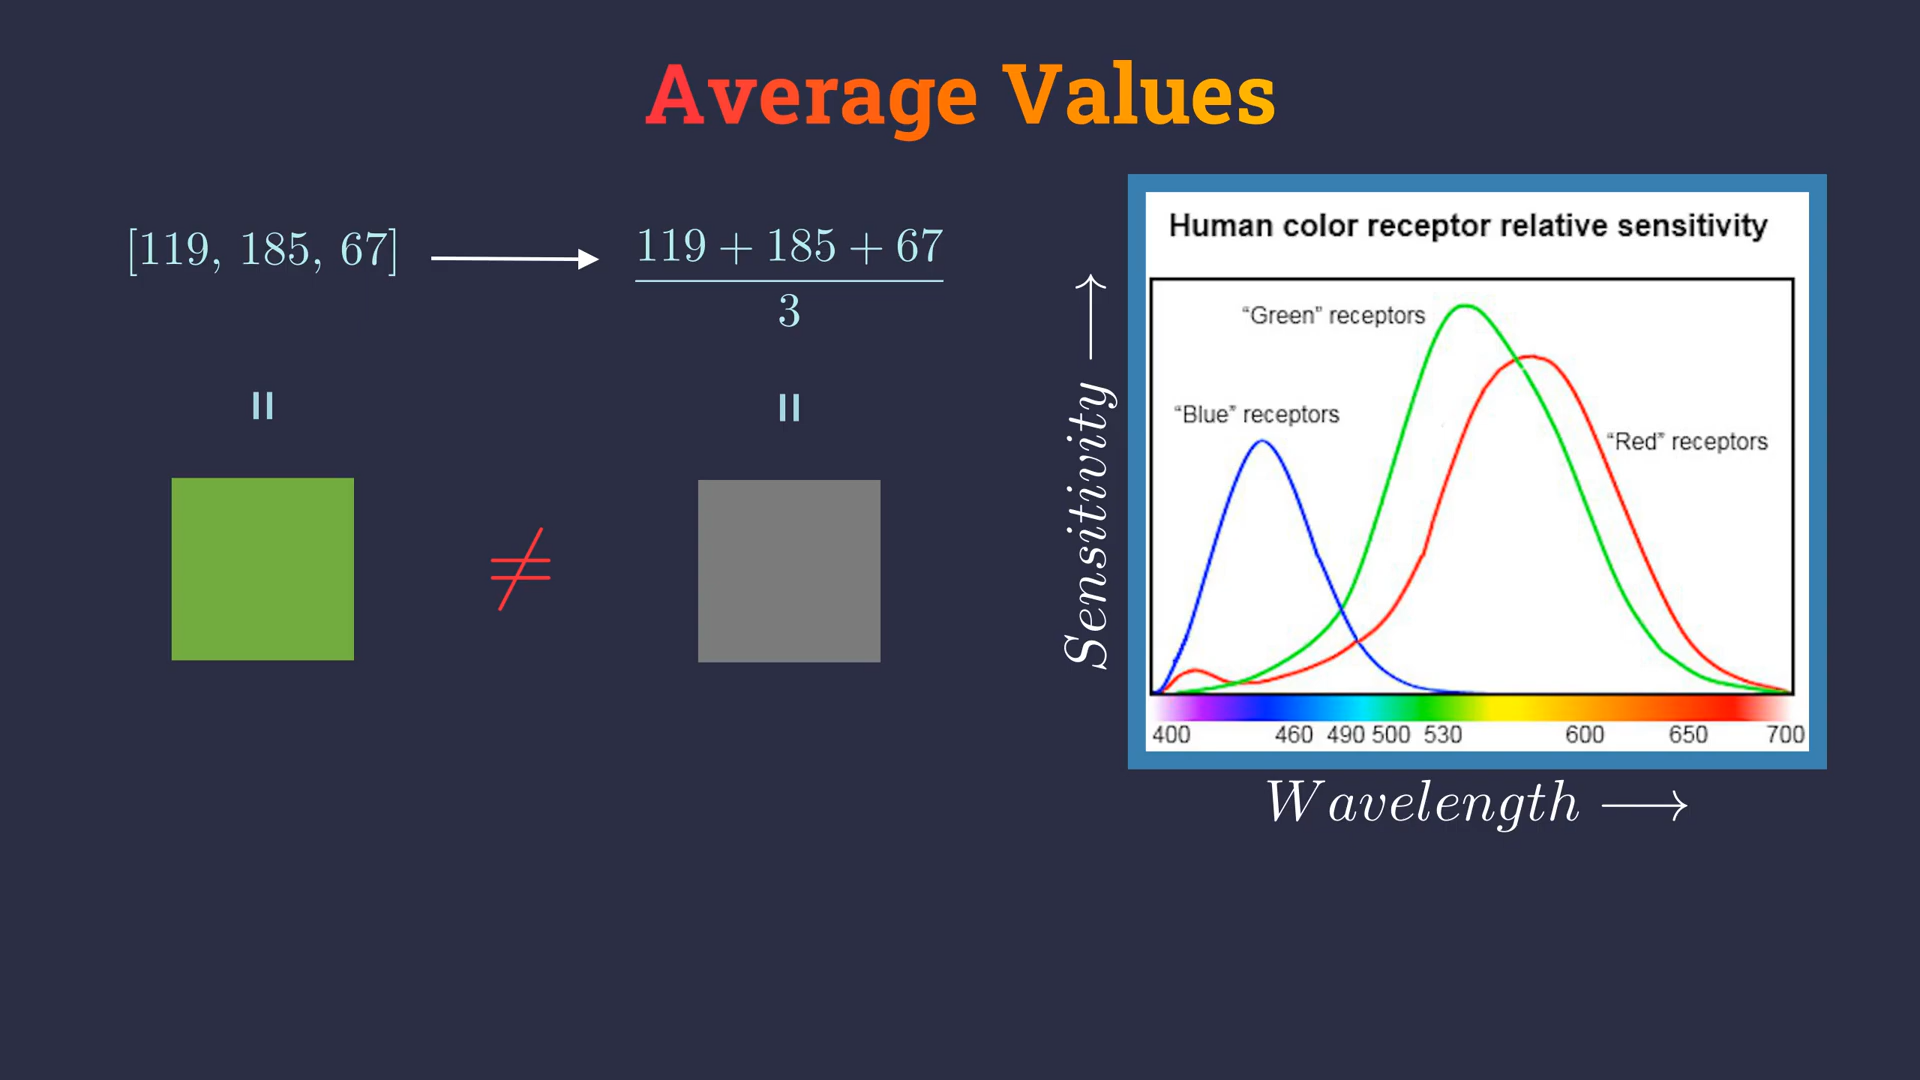 Average Values
[119, 185, 67]
119 + 185 + 67
3
=
=
≠
Human color receptor relative sensitivity
“Green” receptors
“Blue” receptors
“Red” receptors
400 460 490 500 530 600 650 700
Sensitivity ⟶
Wavelength ⟶